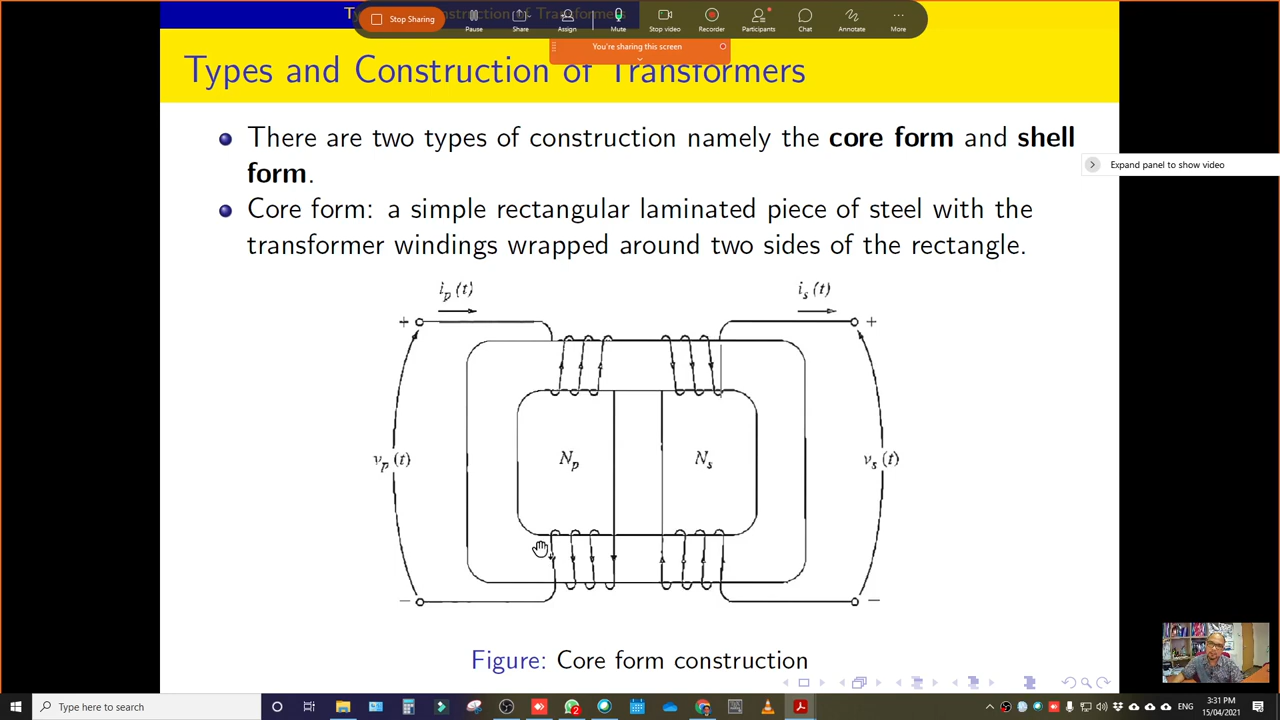 Stop Sharing
Pause
Share
Assign
Mute
Stop video
Recorder
Participants
Chat
Annotate
More
You're sharing this screen
Types and Construction of Transformers
There are two types of construction namely the core form and shell
form.
Expand panel to show video
Core form: a simple rectangular laminated piece of steel with the
transformer windings wrapped around two sides of the rectangle.
i_p (t)
i_s (t)
+
+
N_p
N_s
v_p (t)
v_s (t)
−
−
Figure: Core form construction
Type here to search
2
ENG
3:31 PM
15/04/2021